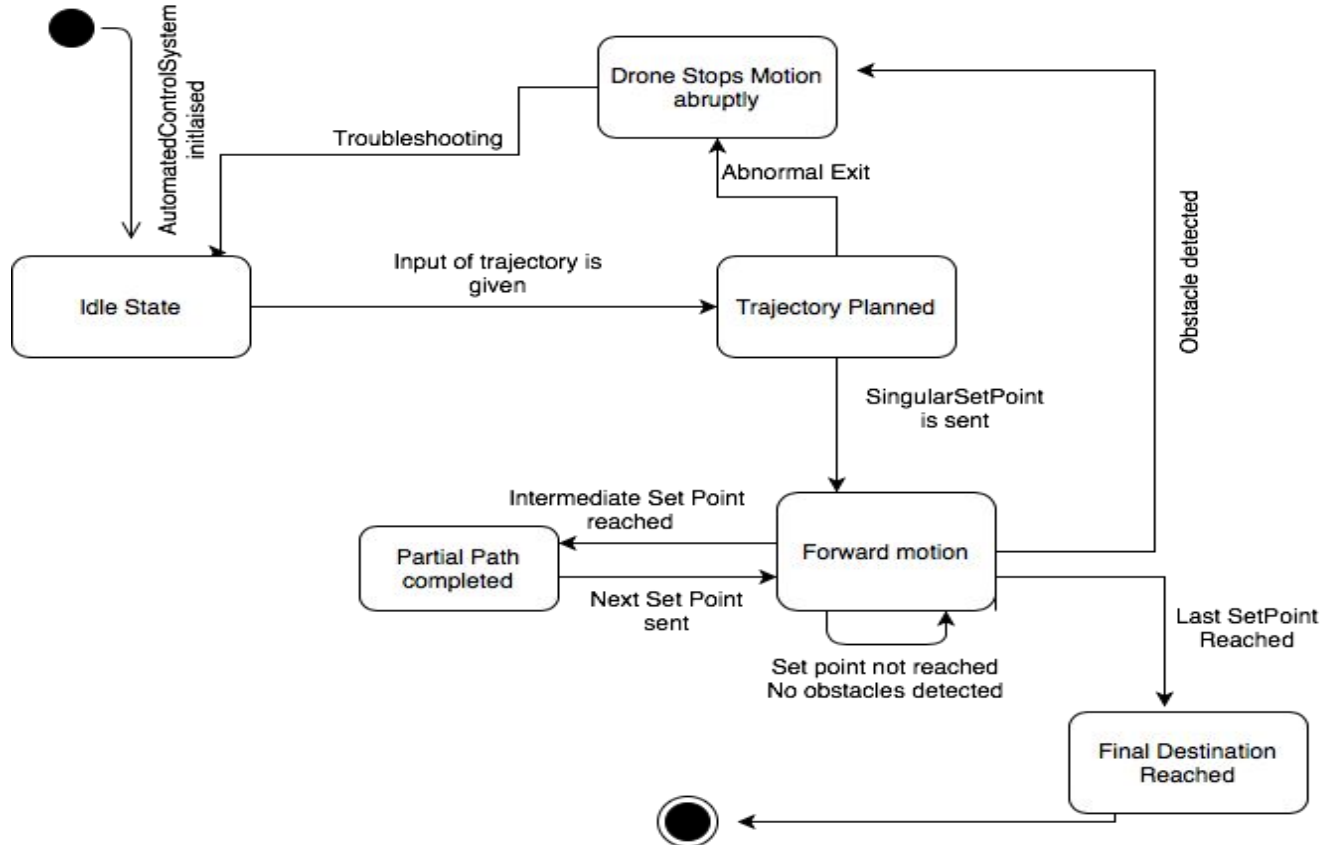 AutomatedControlSystem
initlaised
Drone Stops Motion
abruptly
Troubleshooting
Abnormal Exit
Obstacle detected
Input of trajectory is
given
Idle State
Trajectory Planned
SingularSetPoint
is sent
Intermediate Set Point
reached
Partial Path
completed
Forward motion
Next Set Point
sent
Set point not reached
No obstacles detected
Last SetPoint
Reached
Final Destination
Reached